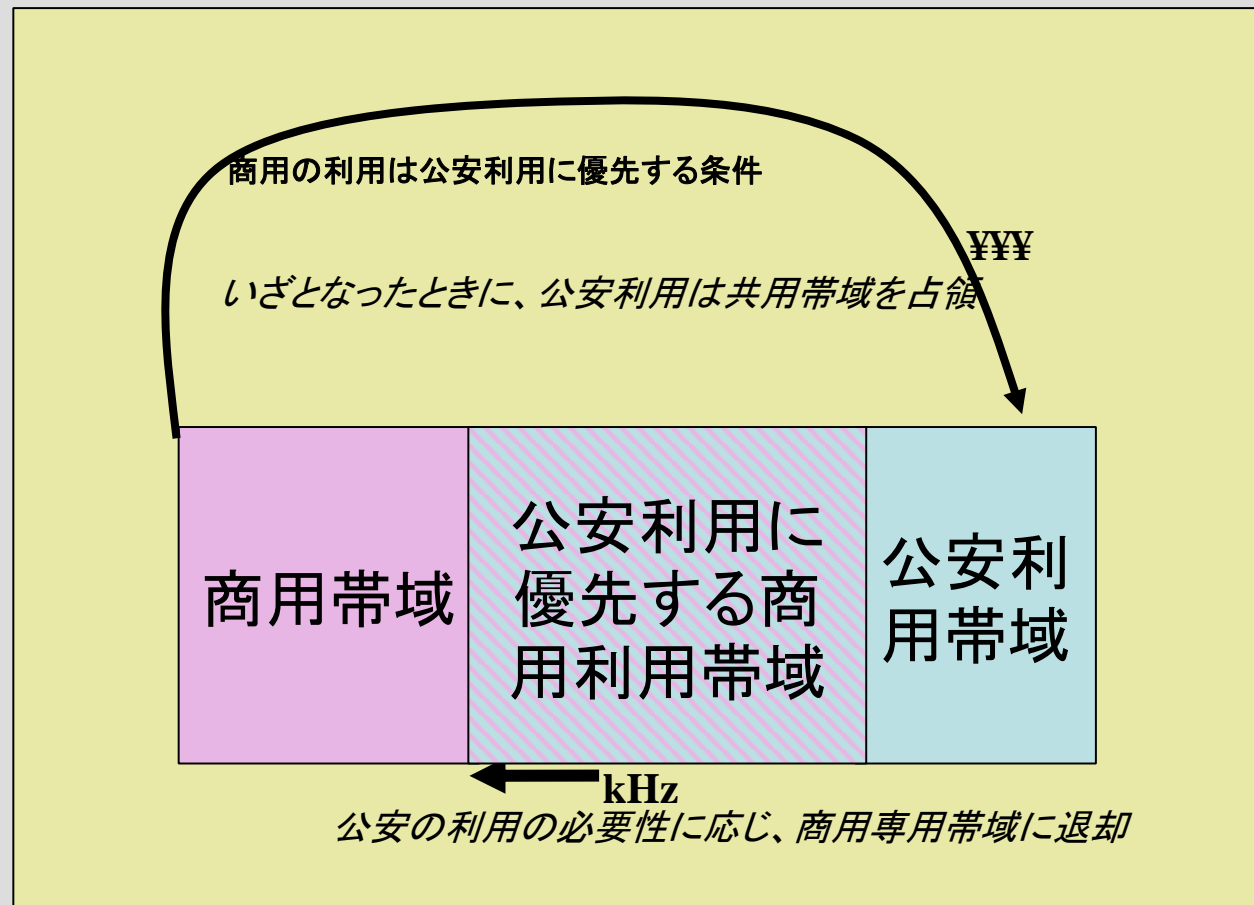 商用の利用は公安利用に優先する条件
¥¥¥
いざとなったときに、公安利用は共用帯域を占領
商用帯域
公安利用に
優先する商
用利用帯域
公安利
用帯域
kHz
公安の利用の必要性に応じ、商用専用帯域に退却